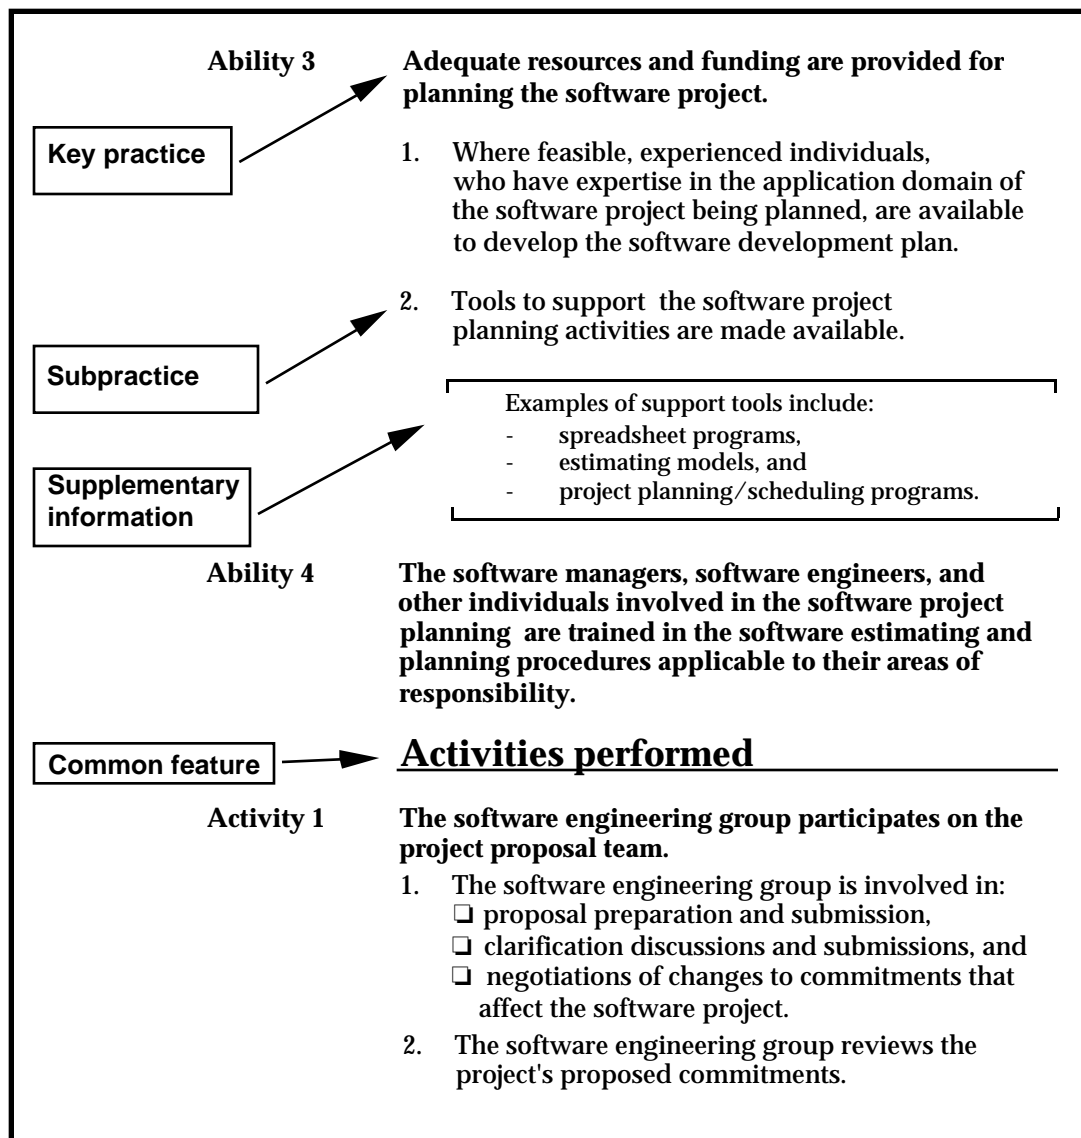 Ability 3 Adequate resources and funding are provided for
planning the software project.
Key practice
1. Where feasible, experienced individuals,
who have expertise in the application domain of
the software project being planned, are available
to develop the software development plan.
2. Tools to support the software project
planning activities are made available.
Subpractice
Examples of support tools include:
- spreadsheet programs,
- estimating models, and
- project planning/scheduling programs.
Supplementary
information
Ability 4 The software managers, software engineers, and
other individuals involved in the software project
planning are trained in the software estimating and
planning procedures applicable to their areas of
responsibility.
Common feature
Activities performed
Activity 1 The software engineering group participates on the
project proposal team.
1. The software engineering group is involved in:
❏ proposal preparation and submission,
❏ clarification discussions and submissions, and
❏ negotiations of changes to commitments that
affect the software project.
2. The software engineering group reviews the
project's proposed commitments.